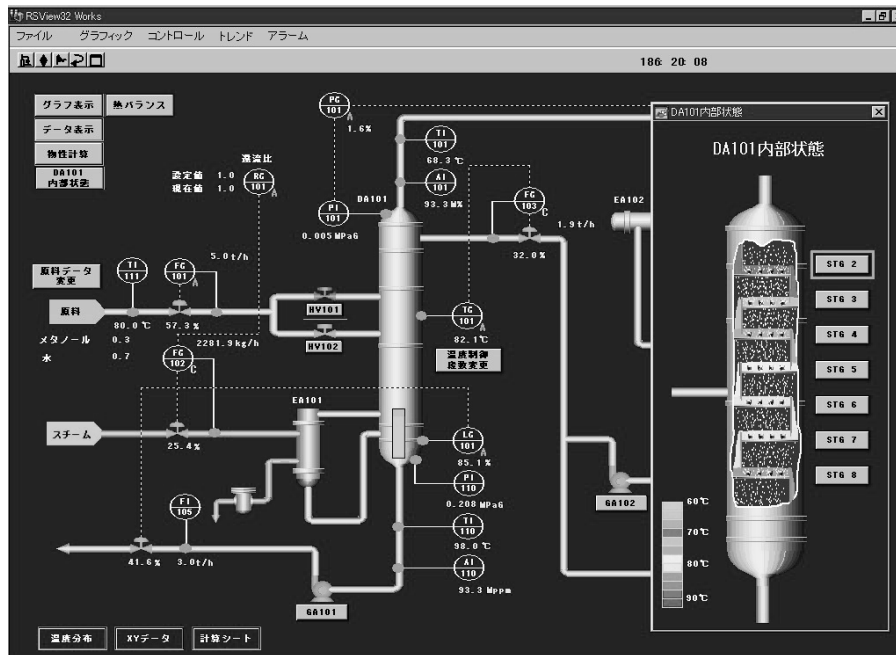 RSView32 Works
ファイル グラフィック コントロール トレンド アラーム
186: 20: 08
グラフ表示 熱バランス
データ表示
物性計算
DA101
内部状態
還流比
設定値 1.0
現在値 1.0
RG
101
A
PG
101
A
1.6%
PI
101
0.005MPaG
DA101
TI
101
68.3℃
AI
101
93.3M%
FG
103
C
1.9t/h
32.0%
EA102
原料データ
変更
TI
111
FG
101
A
5.0t/h
原料
80.0℃ 57.3%
メタノール 0.3
水 0.7
HV101
HV102
TG
101
A
82.1℃
温度制御
段数変更
FG
102
C
2281.9kg/h
EA101
スチーム
25.4%
LG
101
A
85.1%
PI
110
0.208MPaG
TI
110
98.0℃
AI
110
93.3Mppm
FI
105
41.6% 3.0t/h
GA101
GA102
温度分布 XYデータ 計算シート
DA101内部状態
DA101内部状態
STG 2
STG 3
STG 4
STG 5
STG 6
STG 7
STG 8
60℃
70℃
80℃
90℃